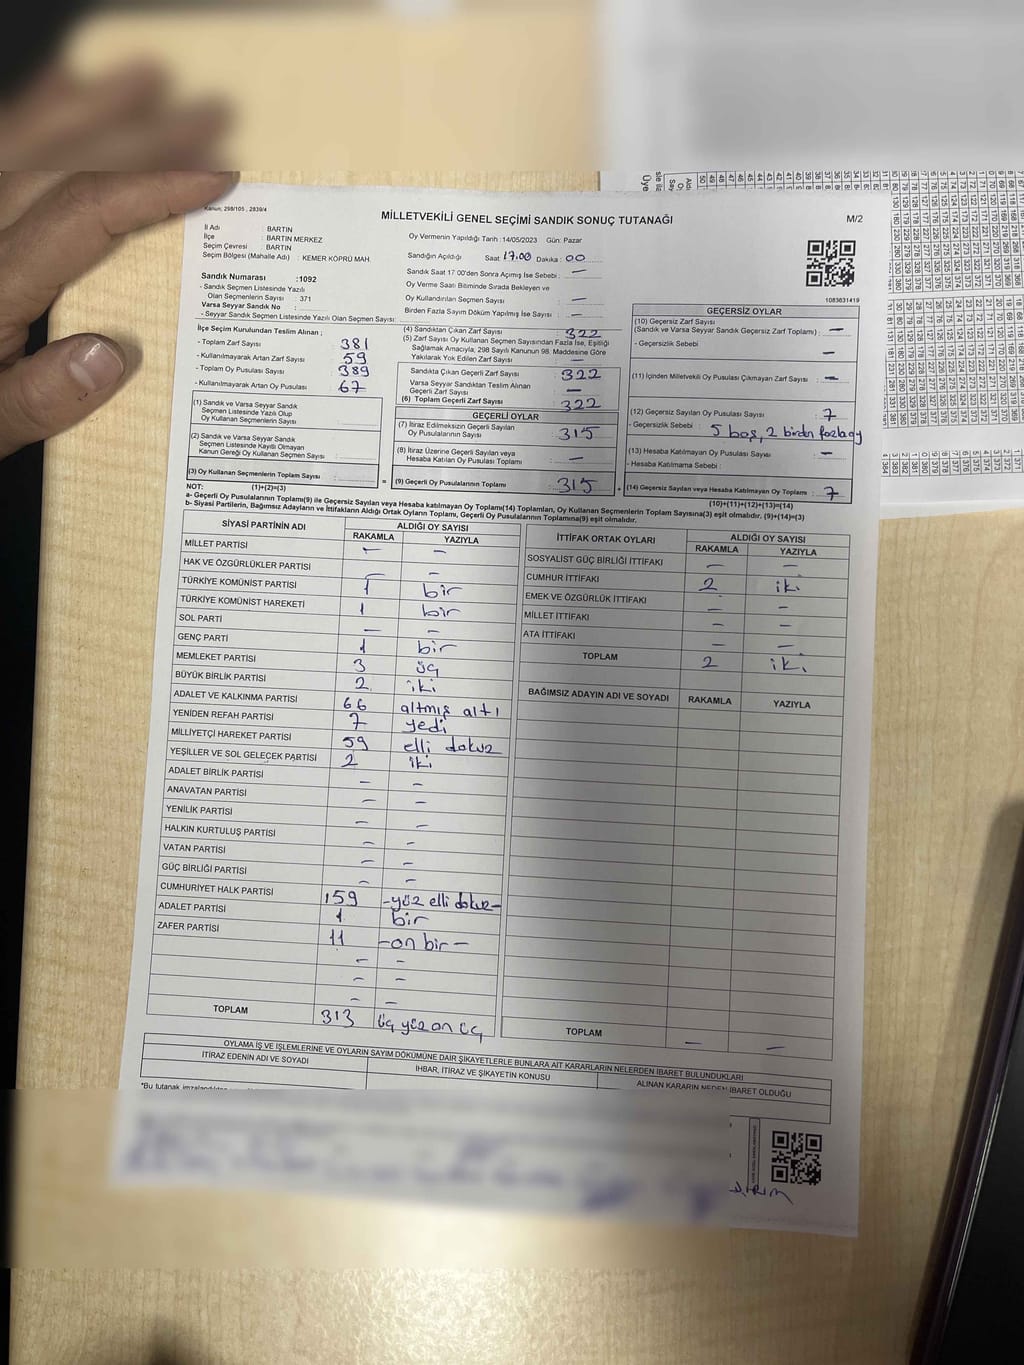 Kanun; 298/105 , 2839/4
MİLLETVEKİLİ GENEL SEÇİMİ SANDIK SONUÇ TUTANAĞI
M/2
İl Adı : BARTIN
İlçe : BARTIN MERKEZ
Seçim Çevresi : BARTIN
Seçim Bölgesi (Mahalle Adı) : KEMER KÖPRÜ MAH.
Sandık Numarası :1092
- Sandık Seçmen Listesinde Yazılı
Olan Seçmenlerin Sayısı : 371
Varsa Seyyar Sandık No :
- Seyyar Sandık Seçmen Listesinde Yazılı Olan Seçmen Sayısı:
İlçe Seçim Kurulundan Teslim Alınan ;
- Toplam Zarf Sayısı : 381
- Kullanılmayarak Artan Zarf Sayısı : 59
- Toplam Oy Pusulası Sayısı : 389
- Kullanılmayarak Artan Oy Pusulası : 67
(1) Sandık ve Varsa Seyyar Sandık
Seçmen Listesinde Yazılı Olup
Oy Kullanan Seçmenlerin Sayısı :
(2) Sandık ve Varsa Seyyar Sandık
Seçmen Listesinde Kayıtlı Olmayan
Kanun Gereği Oy Kullanan Seçmen Sayısı :
(3) Oy Kullanan Seçmenlerin Toplam Sayısı :
(1)+(2)=(3)
Oy Vermenin Yapıldığı Tarih : 14/05/2023 Gün: Pazar
Sandığın Açıldığı Saat 17.00 Dakika : 00
Sandık Saat 17 00'den Sonra Açımış İse Sebebi : —
Oy Verme Saati Bitiminde Sırada Bekleyen ve
Oy Kullandırılan Seçmen Sayısı : —
Birden Fazla Sayım Döküm Yapılmış İse Sayısı : —
(4) Sandıktan Çıkan Zarf Sayısı : 322
(5) Zarf Sayısı Oy Kullanan Seçmen Sayısından Fazla İse, Eşitliği
Sağlamak Amacıyla, 298 Sayılı Kanunun 98. Maddesine Göre
Yakılarak Yok Edilen Zarf Sayısı : —
Sandıkta Çıkan Geçerli Zarf Sayısı : 322
Varsa Seyyar Sandıktan Teslim Alınan
Geçerli Zarf Sayısı : —
(6) Toplam Geçerli Zarf Sayısı : 322
GEÇERLİ OYLAR
(7) İtiraz Edilmeksizin Geçerli Sayılan
Oy Pusulalarının Sayısı : 315
(8) İtiraz Üzerine Geçerli Sayılan veya
Hesaba Katılan Oy Pusulası Toplamı : —
= (9) Geçerli Oy Pusulalarının Toplamı : 315 +
1083631419
GEÇERSİZ OYLAR
(10) Geçersiz Zarf Sayısı
(Sandık ve Varsa Seyyar Sandık Geçersiz Zarf Toplamı) : —
- Geçersizlik Sebebi : —
(11) İçinden Milletvekili Oy Pusulası Çıkmayan Zarf Sayısı : —
(12) Geçersiz Sayılan Oy Pusulası Sayısı : 7
- Geçersizlik Sebebi : 5 boş, 2 birden fazla oy
(13) Hesaba Katılmayan Oy Pusulası Sayısı : —
- Hesaba Katılmama Sebebi :
(14) Geçersiz Sayılan veya Hesaba Katılmayan Oy Toplamı : 7
(10)+(11)+(12)+(13)=(14)
NOT:
a- Geçerli Oy Pusulalarının Toplamı(9) ile Geçersiz Sayılan veya Hesaba katılmayan Oy Toplamı(14) Toplamları, Oy Kullanan Seçmenlerin Toplam Sayısına(3) eşit olmalıdır, (9)+(14)=(3)
b- Siyasi Partilerin, Bağımsız Adayların ve İttifakların Aldığı Ortak Oyların Toplamı, Geçerli Oy Pusulalarının Toplamına(9) eşit olmalıdır.
SİYASİ PARTİNİN ADI ALDIĞI OY SAYISI
RAKAMLA YAZIYLA
MİLLET PARTİSİ — —
HAK VE ÖZGÜRLÜKLER PARTİSİ — —
TÜRKİYE KOMÜNİST PARTİSİ 1 bir
TÜRKİYE KOMÜNİST HAREKETİ 1 bir
SOL PARTİ — —
GENÇ PARTİ 1 bir
MEMLEKET PARTİSİ 3 üç
BÜYÜK BİRLİK PARTİSİ 2 iki
ADALET VE KALKINMA PARTİSİ 66 altmış altı
YENİDEN REFAH PARTİSİ 7 yedi
MİLLİYETÇİ HAREKET PARTİSİ 59 elli dokuz
YEŞİLLER VE SOL GELECEK PARTİSİ 2 iki
ADALET BİRLİK PARTİSİ — —
ANAVATAN PARTİSİ — —
YENİLİK PARTİSİ — —
HALKIN KURTULUŞ PARTİSİ — —
VATAN PARTİSİ — —
GÜÇ BİRLİĞİ PARTİSİ — —
CUMHURİYET HALK PARTİSİ 159 -yüz elli dokuz-
ADALET PARTİSİ 1 bir
ZAFER PARTİSİ 11 -on bir-
— —
— —
— —
TOPLAM 313 üç yüz on üç
İTTİFAK ORTAK OYLARI ALDIĞI OY SAYISI
RAKAMLA YAZIYLA
SOSYALİST GÜÇ BİRLİĞİ İTTİFAKI — —
CUMHUR İTTİFAKI 2 iki
EMEK VE ÖZGÜRLÜK İTTİFAKI — —
MİLLET İTTİFAKI — —
ATA İTTİFAKI — —
TOPLAM 2 iki
BAĞIMSIZ ADAYIN ADI VE SOYADI RAKAMLA YAZIYLA
TOPLAM — —
OYLAMA İŞ VE İŞLEMLERİNE VE OYLARIN SAYIM DÖKÜMÜNE DAİR ŞİKAYETLERLE BUNLARA AİT KARARLARIN NELERDEN İBARET BULUNDUKLARI
İTİRAZ EDENİN ADI VE SOYADI İHBAR, İTİRAZ VE ŞİKAYETİN KONUSU ALINAN KARARIN NEDEN İBARET OLDUĞU